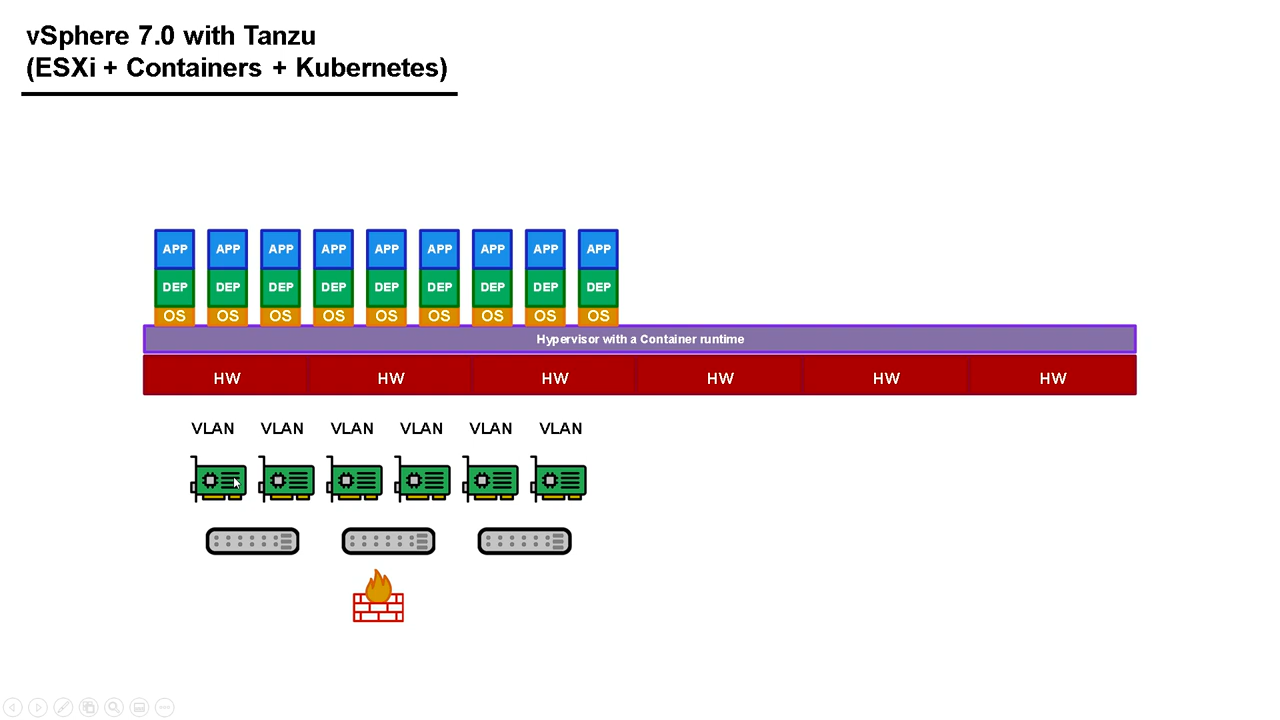 vSphere 7.0 with Tanzu
(ESXi + Containers + Kubernetes)
APP APP APP APP APP APP APP APP APP
DEP DEP DEP DEP DEP DEP DEP DEP DEP
OS OS OS OS OS OS OS OS OS
Hypervisor with a Container runtime
HW HW HW HW HW HW
VLAN VLAN VLAN VLAN VLAN VLAN